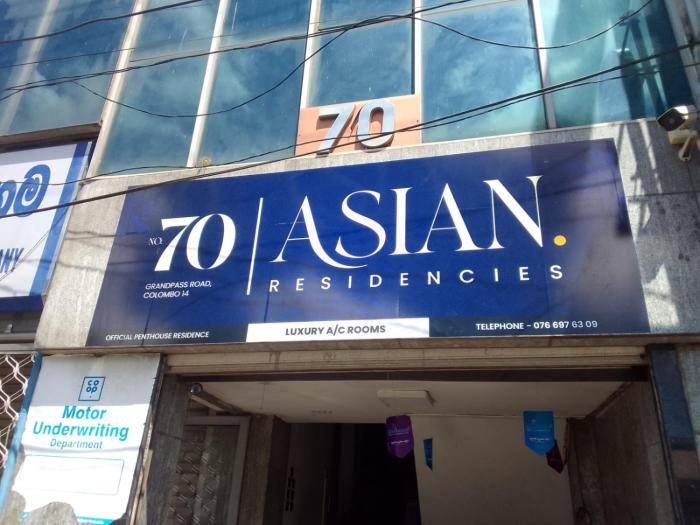 70
NO. 70
ASIAN.
RESIDENCIES
GRANDPASS ROAD,
COLOMBO 14
OFFICIAL PENTHOUSE RESIDENCE
LUXURY A/C ROOMS
TELEPHONE - 076 697 63 09
ANY
CO
OP
Motor
Underwriting
Department